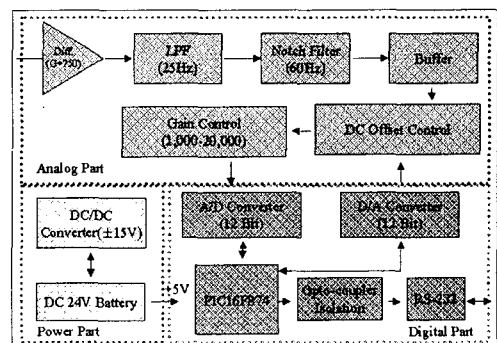 Diff.
(G=750)
LPF
(25Hz)
Notch Filter
(60Hz)
Buffer
Gain Control
(1,000-20,000)
DC Offset Control
Analog Part
DC/DC
Converter(±15V)
A/D Converter
(12 Bit)
D/A Converter
(12 Bit)
DC 24V Battery
5V
PIC16F874
Opto-coupler
Isolation
RS-232
Power Part
Digital Part